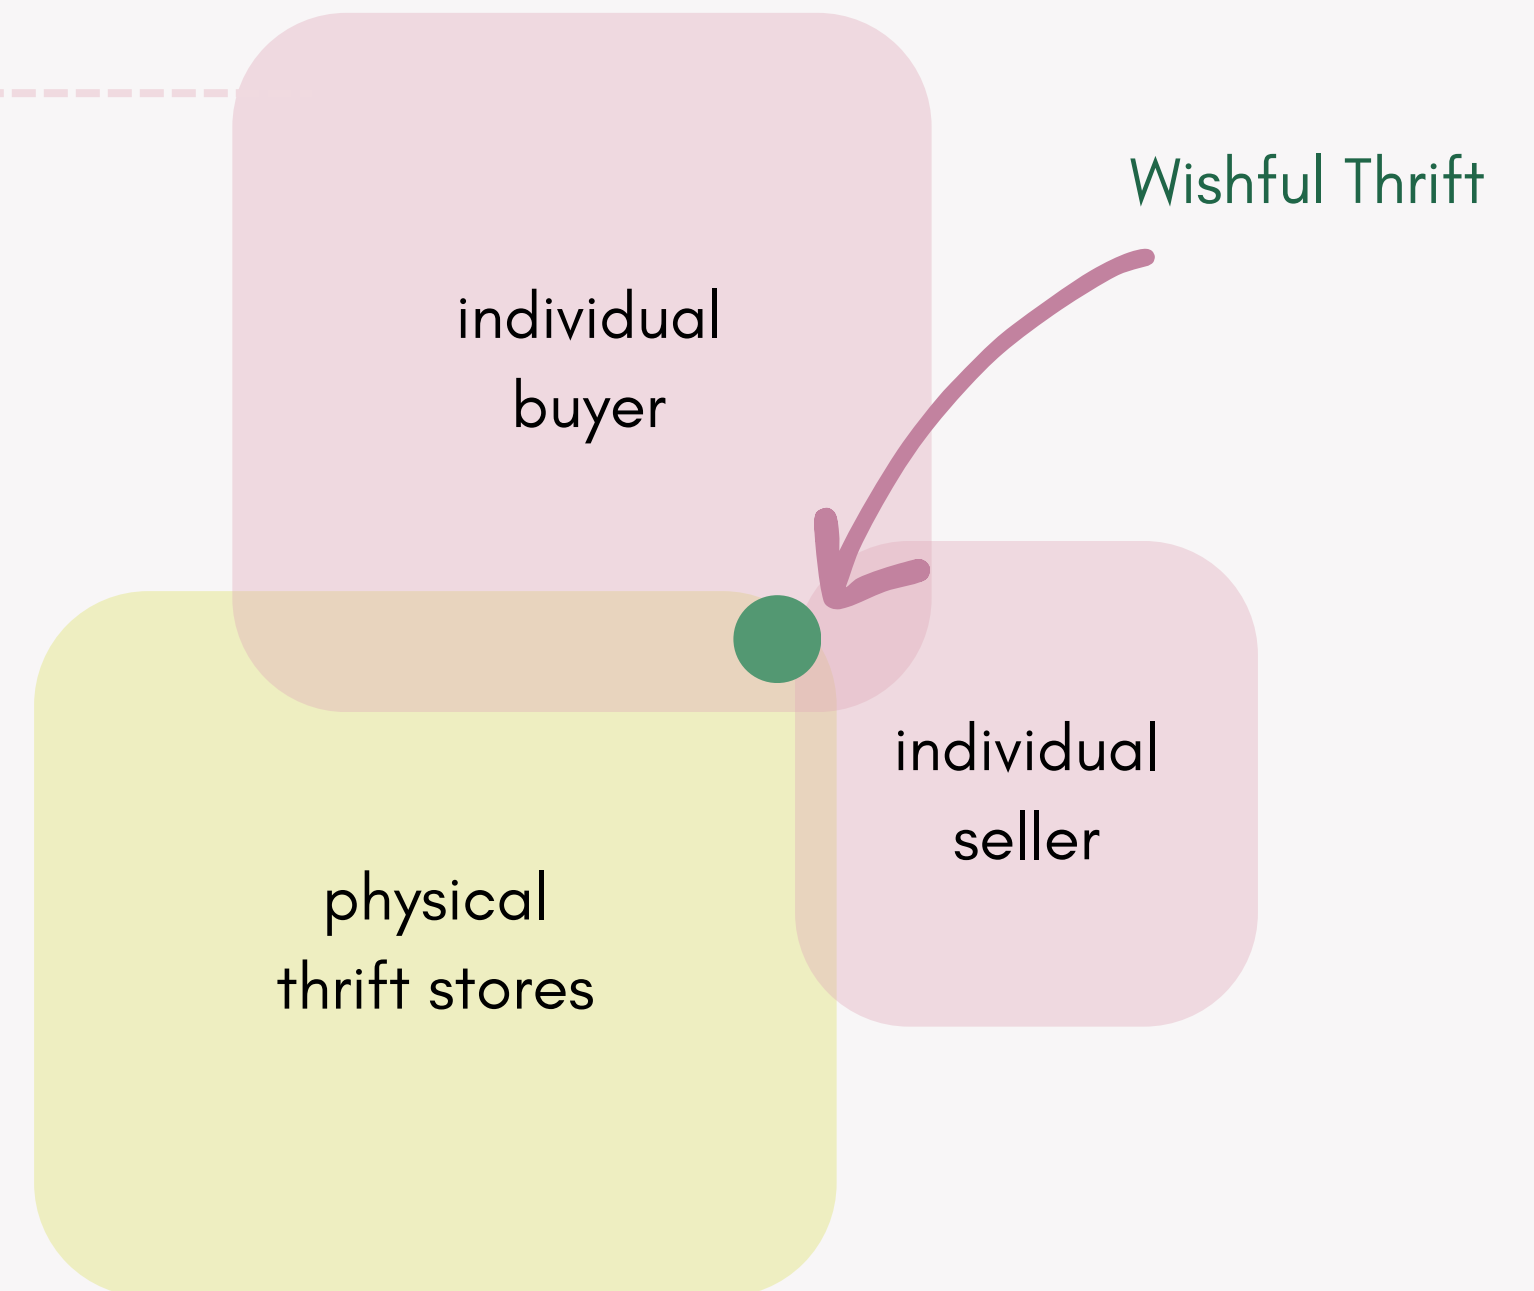 Wishful Thrift
individual
buyer
individual
seller
physical
thrift stores